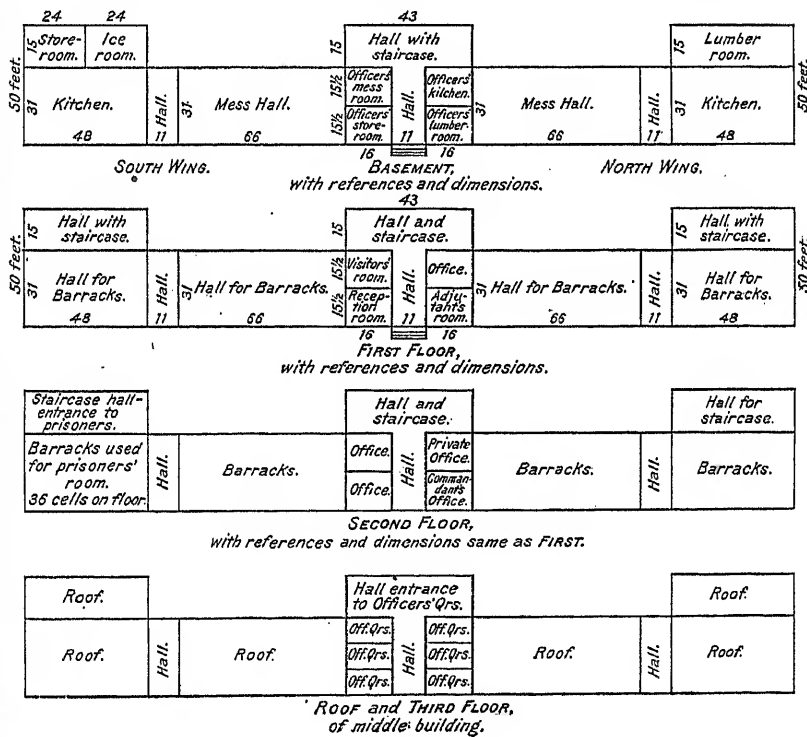 24 24 43
50 feet. 15 Store- Ice 15 Hall with 15 Lumber 50 feet.
room. room. staircase. room.
31 Kitchen. Hall. 31 Mess Hall. 15½ Officers' Hall. Officers' 31 Mess Hall. Hall. 31 Kitchen.
mess kitchen.
room.
15½ Officers' Officers'
store- lumber-
room. room.
48 11 66 11 66 11 48
16 16
SOUTH WING. BASEMENT, NORTH WING.
with references and dimensions.
43
50 feet. 15 Hall with 15 Hall and 15 Hall with 50 feet.
staircase. staircase. staircase.
31 Hall for Hall. 31 Hall for Barracks. 15½ Visitors' Hall. Office. 31 Hall for Barracks. Hall. 31 Hall for
Barracks. room. Barracks.
15½ Recep- Adju-
tion tant's
room. room.
48 11 66 11 66 11 48
16 16
FIRST FLOOR,
with references and dimensions.
Staircase hall- Hall and Hall for
entrance to staircase. staircase.
prisoners.
Barracks used Hall. Barracks. Office. Hall. Private Barracks. Hall. Barracks.
for prisoners' Office.
room. Office. Comman-
36 cells on floor. dant's
Office.
SECOND FLOOR,
with references and dimensions same as FIRST.
Roof. Hall entrance Roof.
to Officers' Qrs.
Off. Qrs. Off. Qrs.
Roof. Hall. Roof. Off. Qrs. Hall. Off. Qrs. Roof. Hall. Roof.
Off. Qrs. Off. Qrs.
ROOF AND THIRD FLOOR,
of middle building.